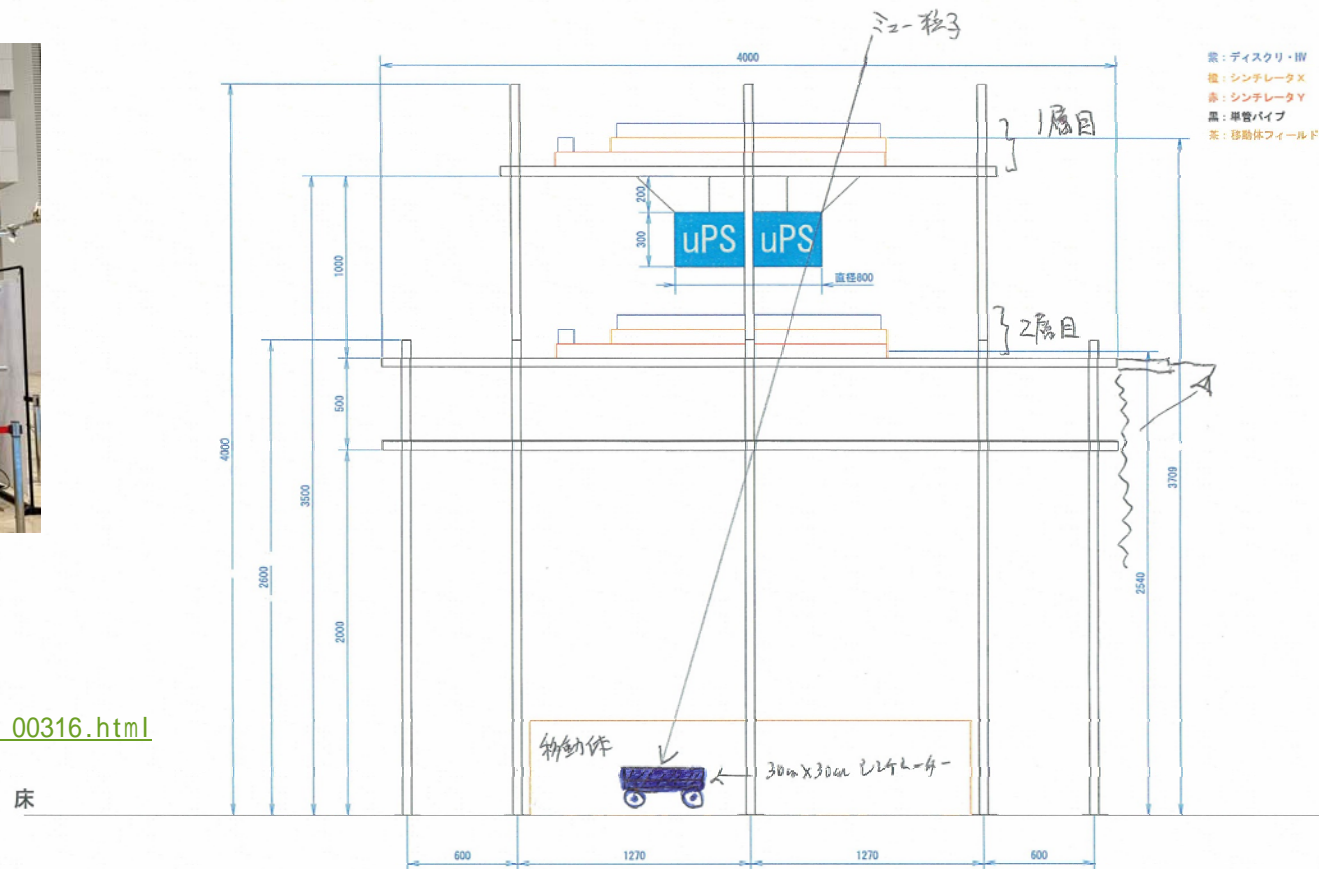 ミュー粒子
4000
紫：ディスクリ・HV
橙：シンチレータX
赤：シンチレータY
黒：単管パイプ
茶：移動体フィールド
1層目
200
uPS uPS
300
直径800
1000
2層目
500
4000
3500
3709
2600
2540
2000
00316.html
移動体
30cm×30cm シンチレーター
床
600
1270
1270
600